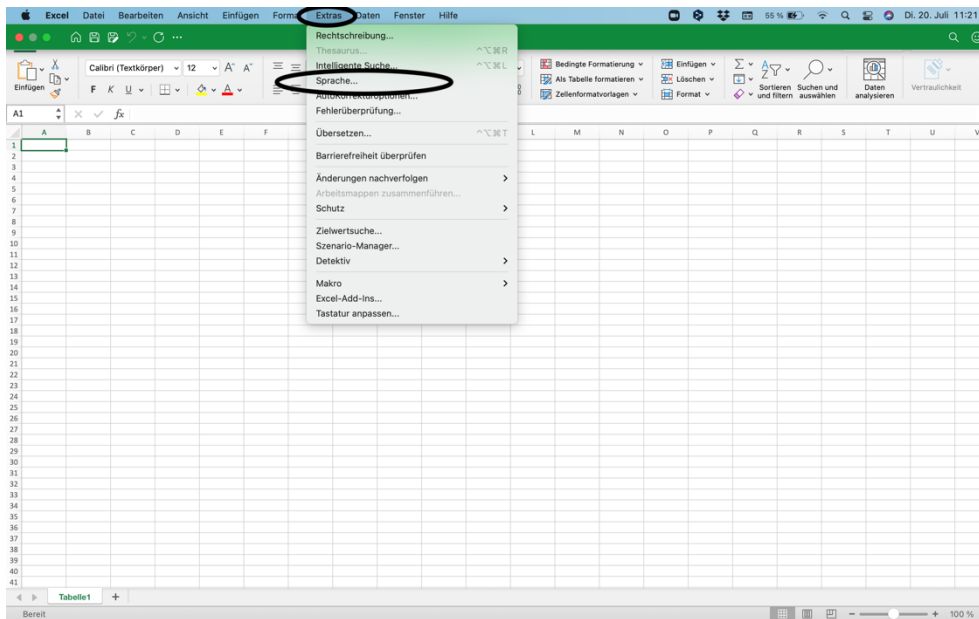 Excel Datei Bearbeiten Ansicht Einfügen Forma Extras Daten Fenster Hilfe 55 % Di. 20. Juli 11:21
Rechtschreibung...
Thesaurus... ⌃⌥⌘R
Intelligente Suche... ⌃⌥⌘L
Sprache...
AutoKorrekturoptionen...
Fehlerüberprüfung...
Übersetzen... ⌃⌥⌘T
Barrierefreiheit überprüfen
Änderungen nachverfolgen
Arbeitsmappen zusammenführen...
Schutz
Zielwertsuche...
Szenario-Manager...
Detektiv
Makro
Excel-Add-Ins...
Tastatur anpassen...
Einfügen
Calibri (Textkörper) 12 A A
F K U A
Bedingte Formatierung
Als Tabelle formatieren
Zellenformatvorlagen
Einfügen
Löschen
Format
Sortieren und filtern
Suchen und auswählen
Daten analysieren
Vertraulichkeit
A1 fx
A B C D E F L M N O P Q R S T U V
1
2
3
4
5
6
7
8
9
10
11
12
13
14
15
16
17
18
19
20
21
22
23
24
25
26
27
28
29
30
31
32
33
34
35
36
37
38
39
40
41
Tabelle1 +
Bereit 100 %